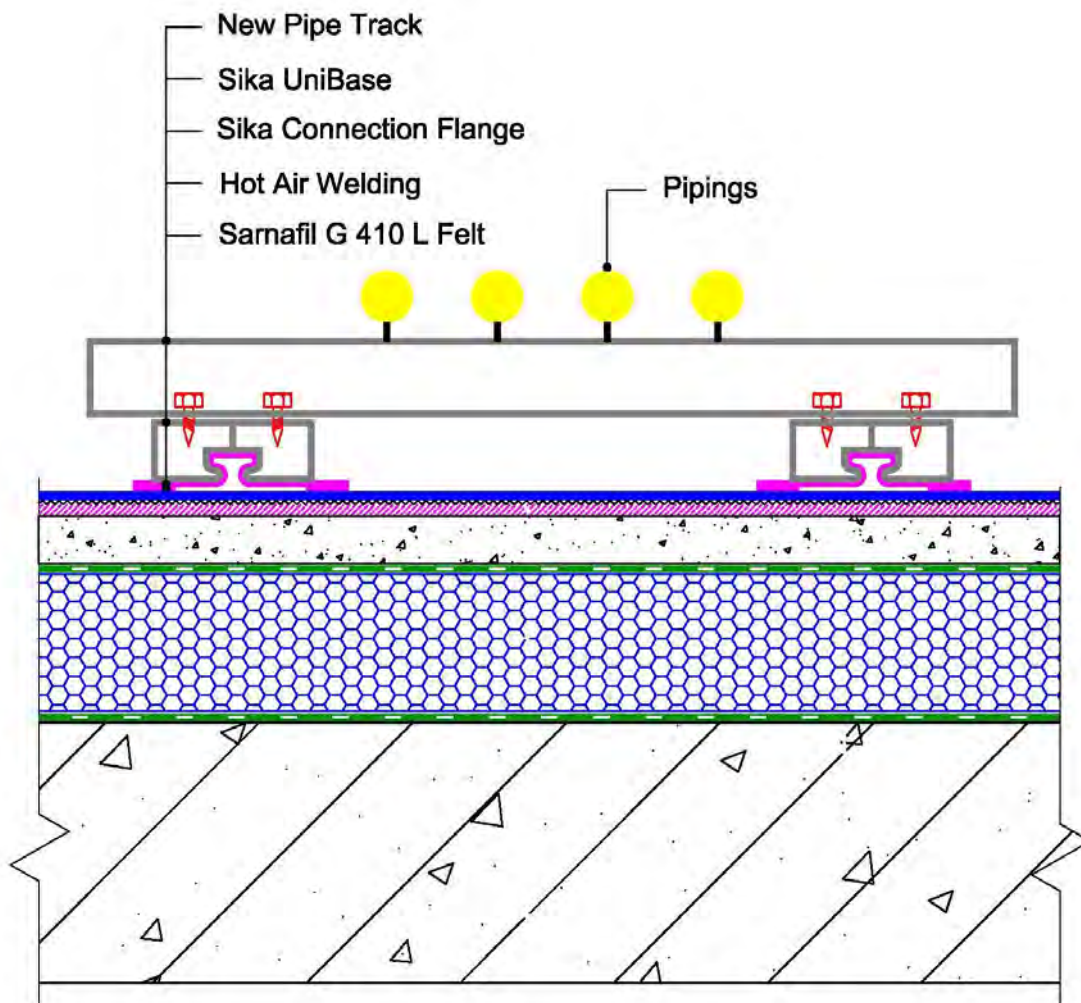 New Pipe Track
Sika UniBase
Sika Connection Flange
Hot Air Welding
Sarnafil G 410 L Felt
Pipings